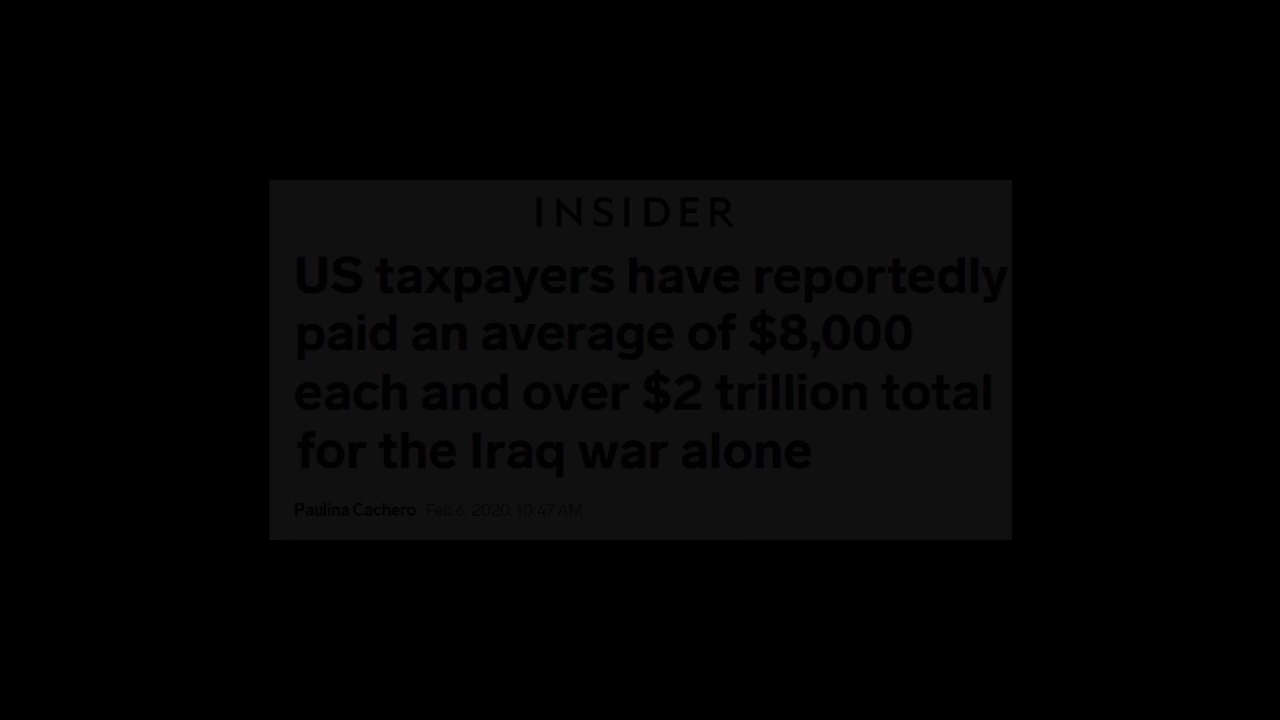 INSIDER
US taxpayers have reportedly
paid an average of $8,000
each and over $2 trillion total
for the Iraq war alone
Paulina Cachero Feb 6, 2020, 10:47 AM